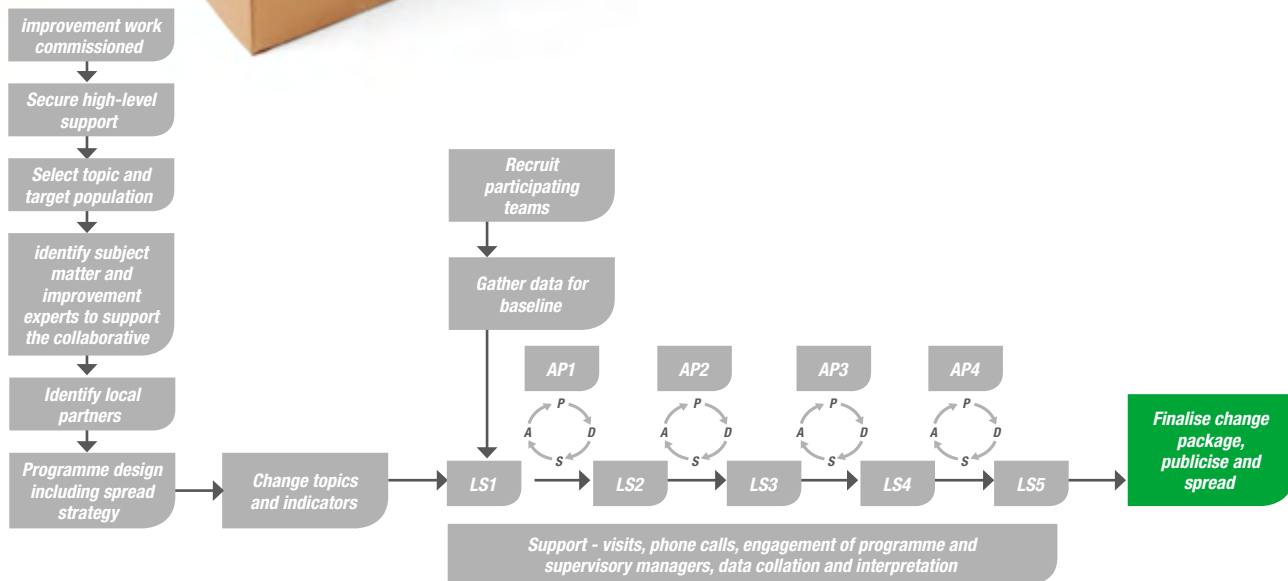 improvement work
commissioned
Secure high-level
support
Select topic and
target population
identify subject
matter and
improvement
experts to support
the collaborative
Identify local
partners
Programme design
including spread
strategy
Change topics
and indicators
Recruit
participating
teams
Gather data for
baseline
LS1
AP1
P
A
D
S
LS2
AP2
P
A
D
S
LS3
AP3
P
A
D
S
LS4
AP4
P
A
D
S
LS5
Finalise change
package,
publicise and
spread
Support - visits, phone calls, engagement of programme and
supervisory managers, data collation and interpretation